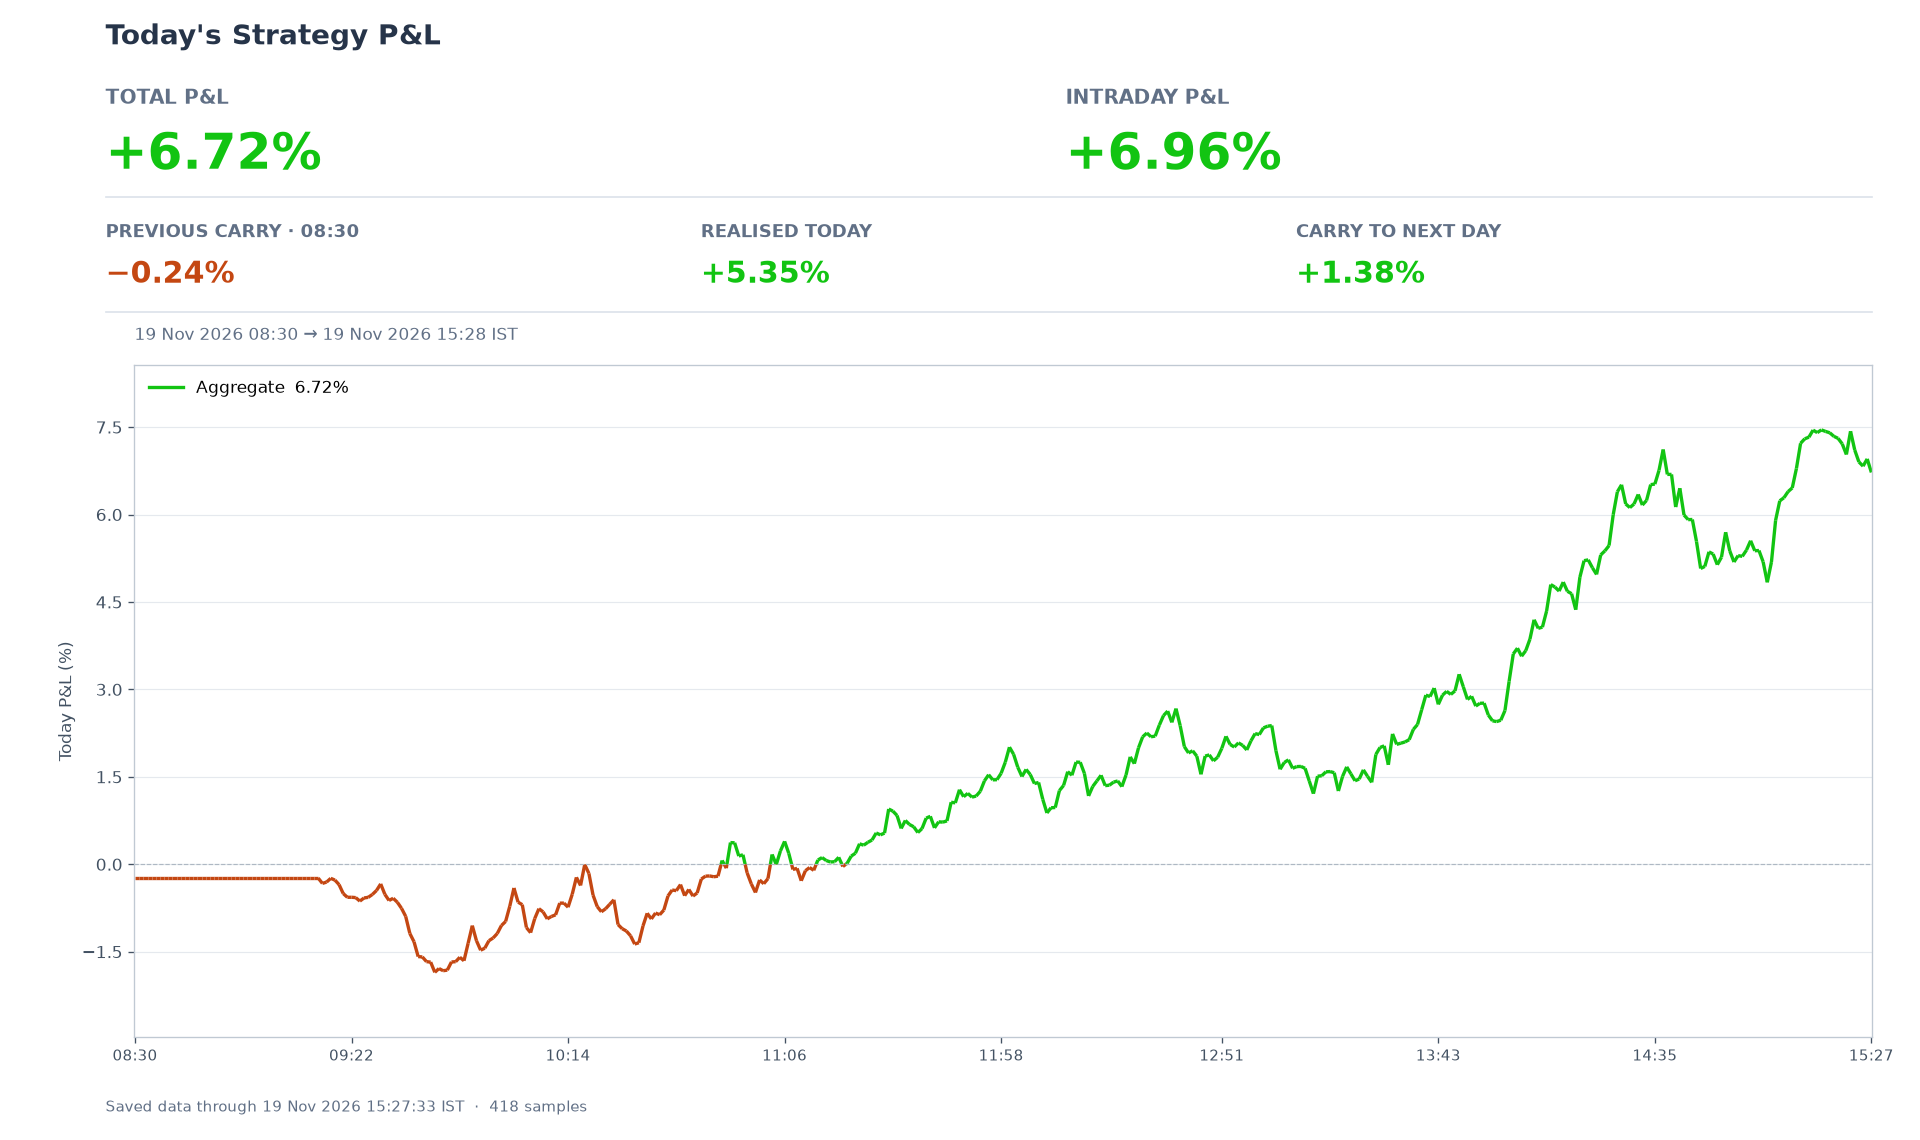 Today's Strategy P&L
TOTAL P&L
INTRADAY P&L
+6.72%
+6.96%
PREVIOUS CARRY · 08:30
REALISED TODAY
CARRY TO NEXT DAY
−0.24%
+5.35%
+1.38%
19 Nov 2026 08:30 → 19 Nov 2026 15:28 IST
Aggregate 6.72%
7.5
6.0
4.5
3.0
1.5
0.0
−1.5
Today P&L (%)
08:30
09:22
10:14
11:06
11:58
12:51
13:43
14:35
15:27
Saved data through 19 Nov 2026 15:27:33 IST · 418 samples